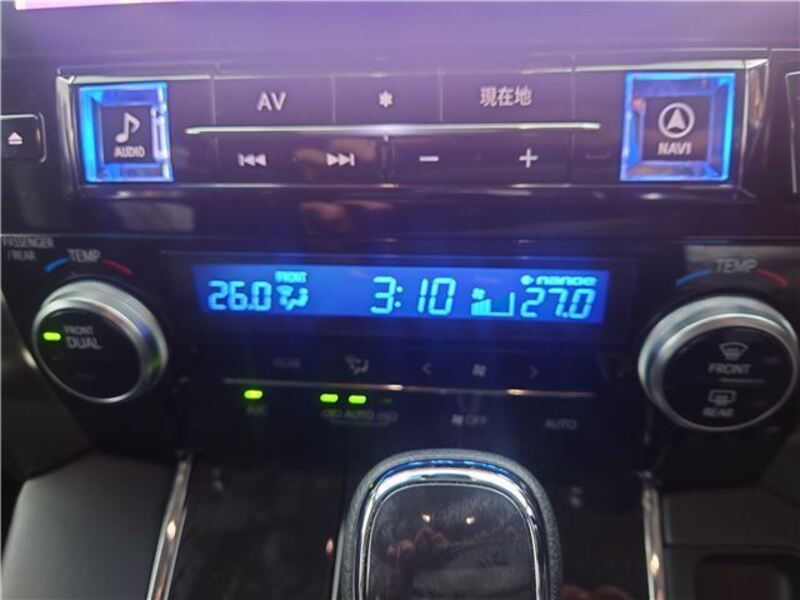 AV
現在地
AUDIO
NAVI
PASSENGER
/ REAR
TEMP
TEMP
26.0
FRONT
3:10
nanoe
27.0
FRONT
DUAL
FRONT
REAR
REAR
A/C
AUTO
OFF
AUTO